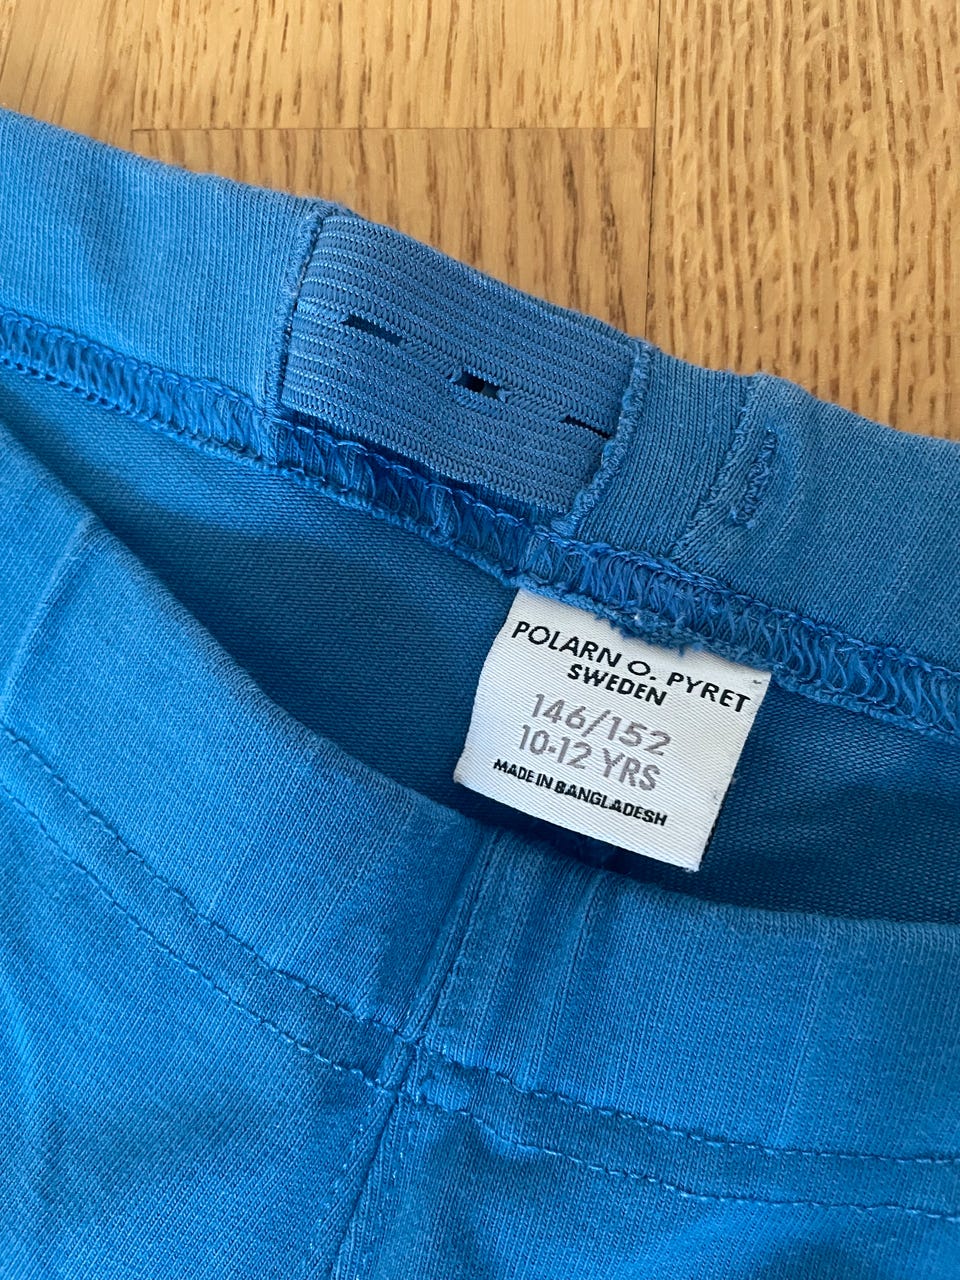 POLARN O. PYRET
SWEDEN
146/152
10-12 YRS
MADE IN BANGLADESH